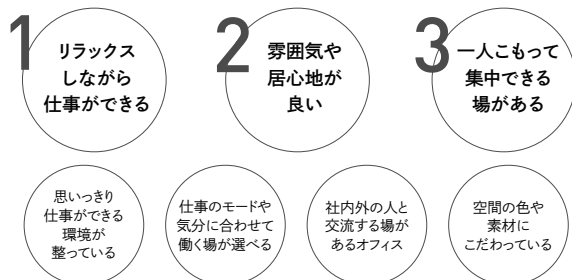 1
リラックス
しながら
仕事ができる
2
雰囲気や
居心地が
良い
3
一人こもって
集中できる
場がある
思いっきり
仕事ができる
環境が
整っている
仕事のモードや
気分に合わせて
働く場が選べる
社内外の人と
交流する場が
あるオフィス
空間の色や
素材に
こだわっている